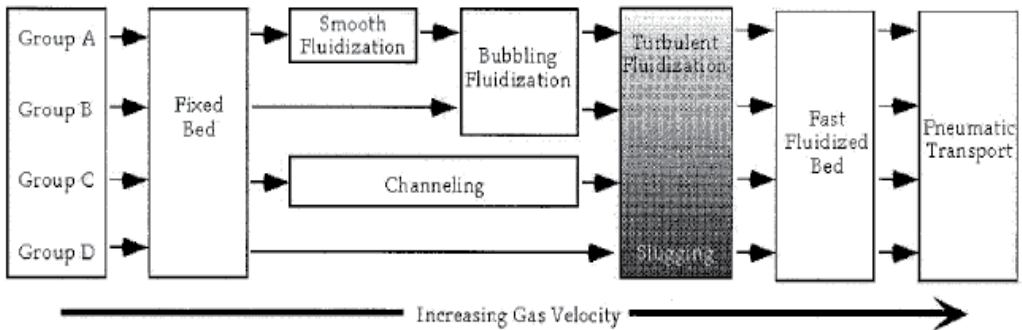 Group A
Group B
Group C
Group D
Fixed
Bed
Smooth
Fluidization
Bubbling
Fluidization
Channeling
Turbulent
Fluidization
Slugging
Fast
Fluidized
Bed
Pneumatic
Transport
Increasing Gas Velocity